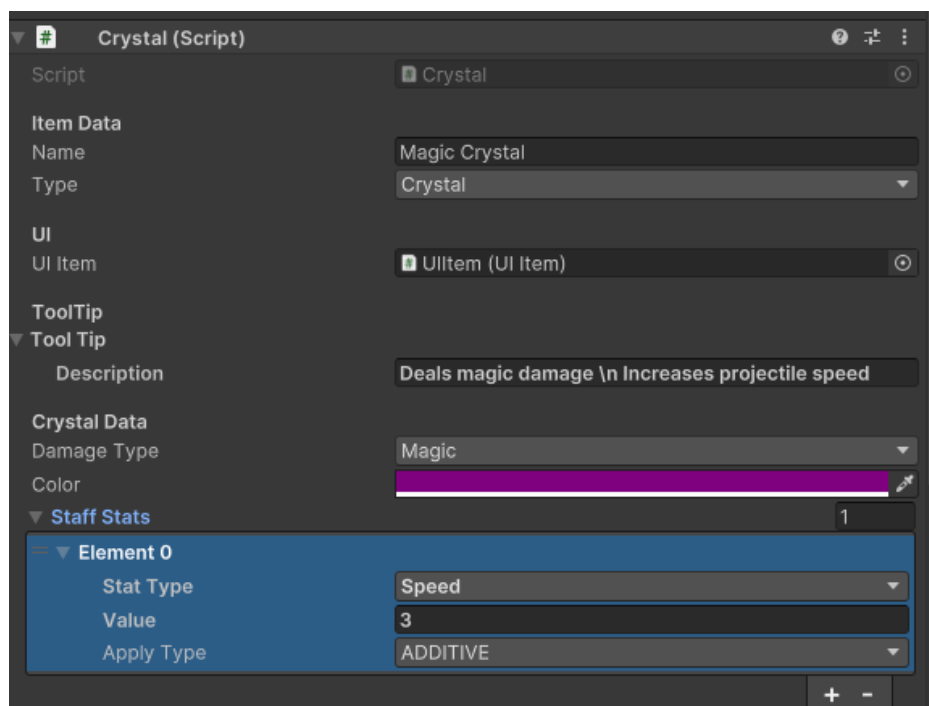 Crystal (Script)
Script Crystal
Item Data
Name Magic Crystal
Type Crystal
UI
UI Item UIItem (UI Item)
ToolTip
Tool Tip
Description Deals magic damage \n Increases projectile speed
Crystal Data
Damage Type Magic
Color
Staff Stats 1
Element 0
Stat Type Speed
Value 3
Apply Type ADDITIVE